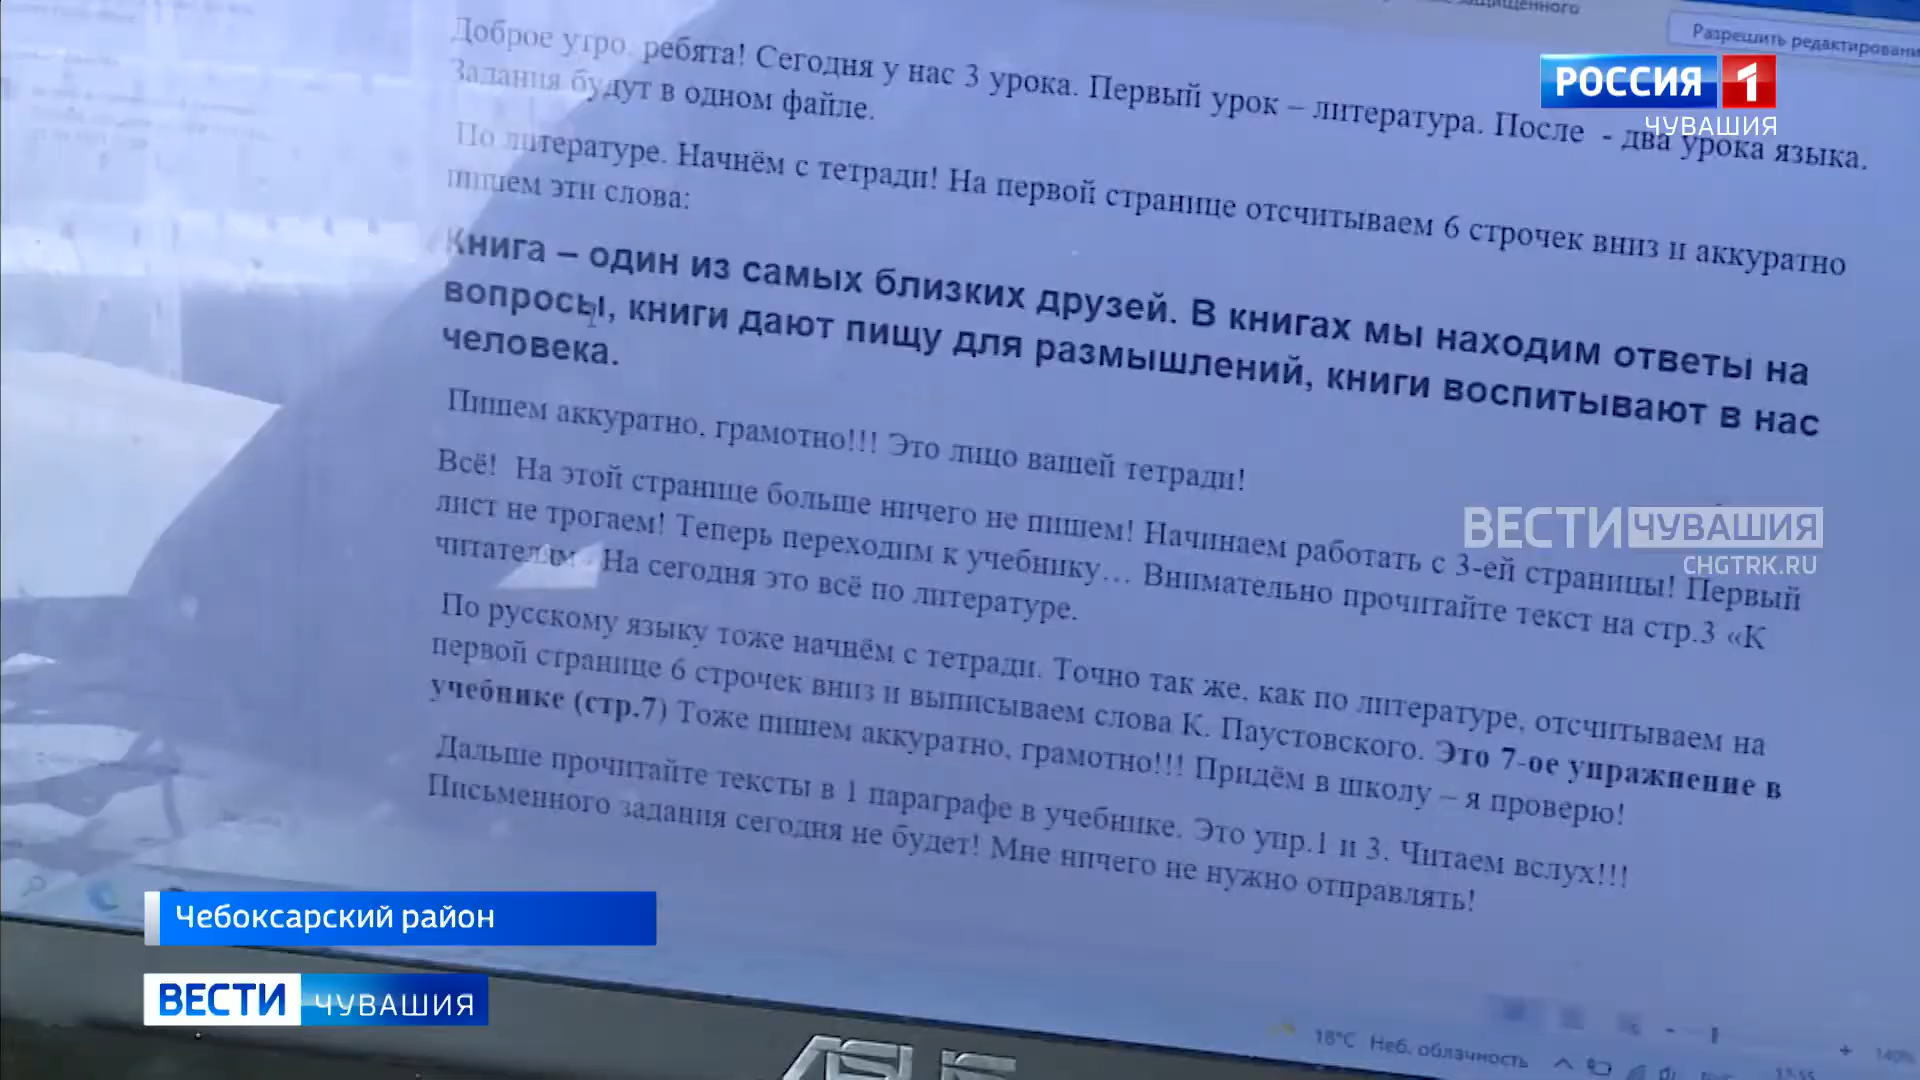 защищенного
Разрешить редактировани
РОССИЯ 1
ЧУВАШИЯ
Доброе утро, ребята! Сегодня у нас 3 урока. Первый урок – литература. После - два урока языка.
Задания будут в одном файле.
По литературе. Начнём с тетради! На первой странице отсчитываем 6 строчек вниз и аккуратно
пишем эти слова:
Книга – один из самых близких друзей. В книгах мы находим ответы на
вопросы, книги дают пищу для размышлений, книги воспитывают в нас
человека.
Пишем аккуратно, грамотно!!! Это лицо вашей тетради!
Всё! На этой странице больше ничего не пишем! Начинаем работать с 3-ей страницы! Первый
лист не трогаем! Теперь переходим к учебнику… Внимательно прочитайте текст на стр.3 «К
читателям На сегодня это всё по литературе.
По русскому языку тоже начнём с тетради. Точно так же, как по литературе, отсчитываем на
первой странице 6 строчек вниз и выписываем слова К. Паустовского. Это 7-ое упражнение в
учебнике (стр.7) Тоже пишем аккуратно, грамотно!!! Придём в школу – я проверю!
Дальше прочитайте тексты в 1 параграфе в учебнике. Это упр.1 и 3. Читаем вслух!!!
Письменного задания сегодня не будет! Мне ничего не нужно отправлять!
ВЕСТИ ЧУВАШИЯ
CHGTRK.RU
Чебоксарский район
ВЕСТИ ЧУВАШИЯ
ASUS
18°C Неб. облачность
140%